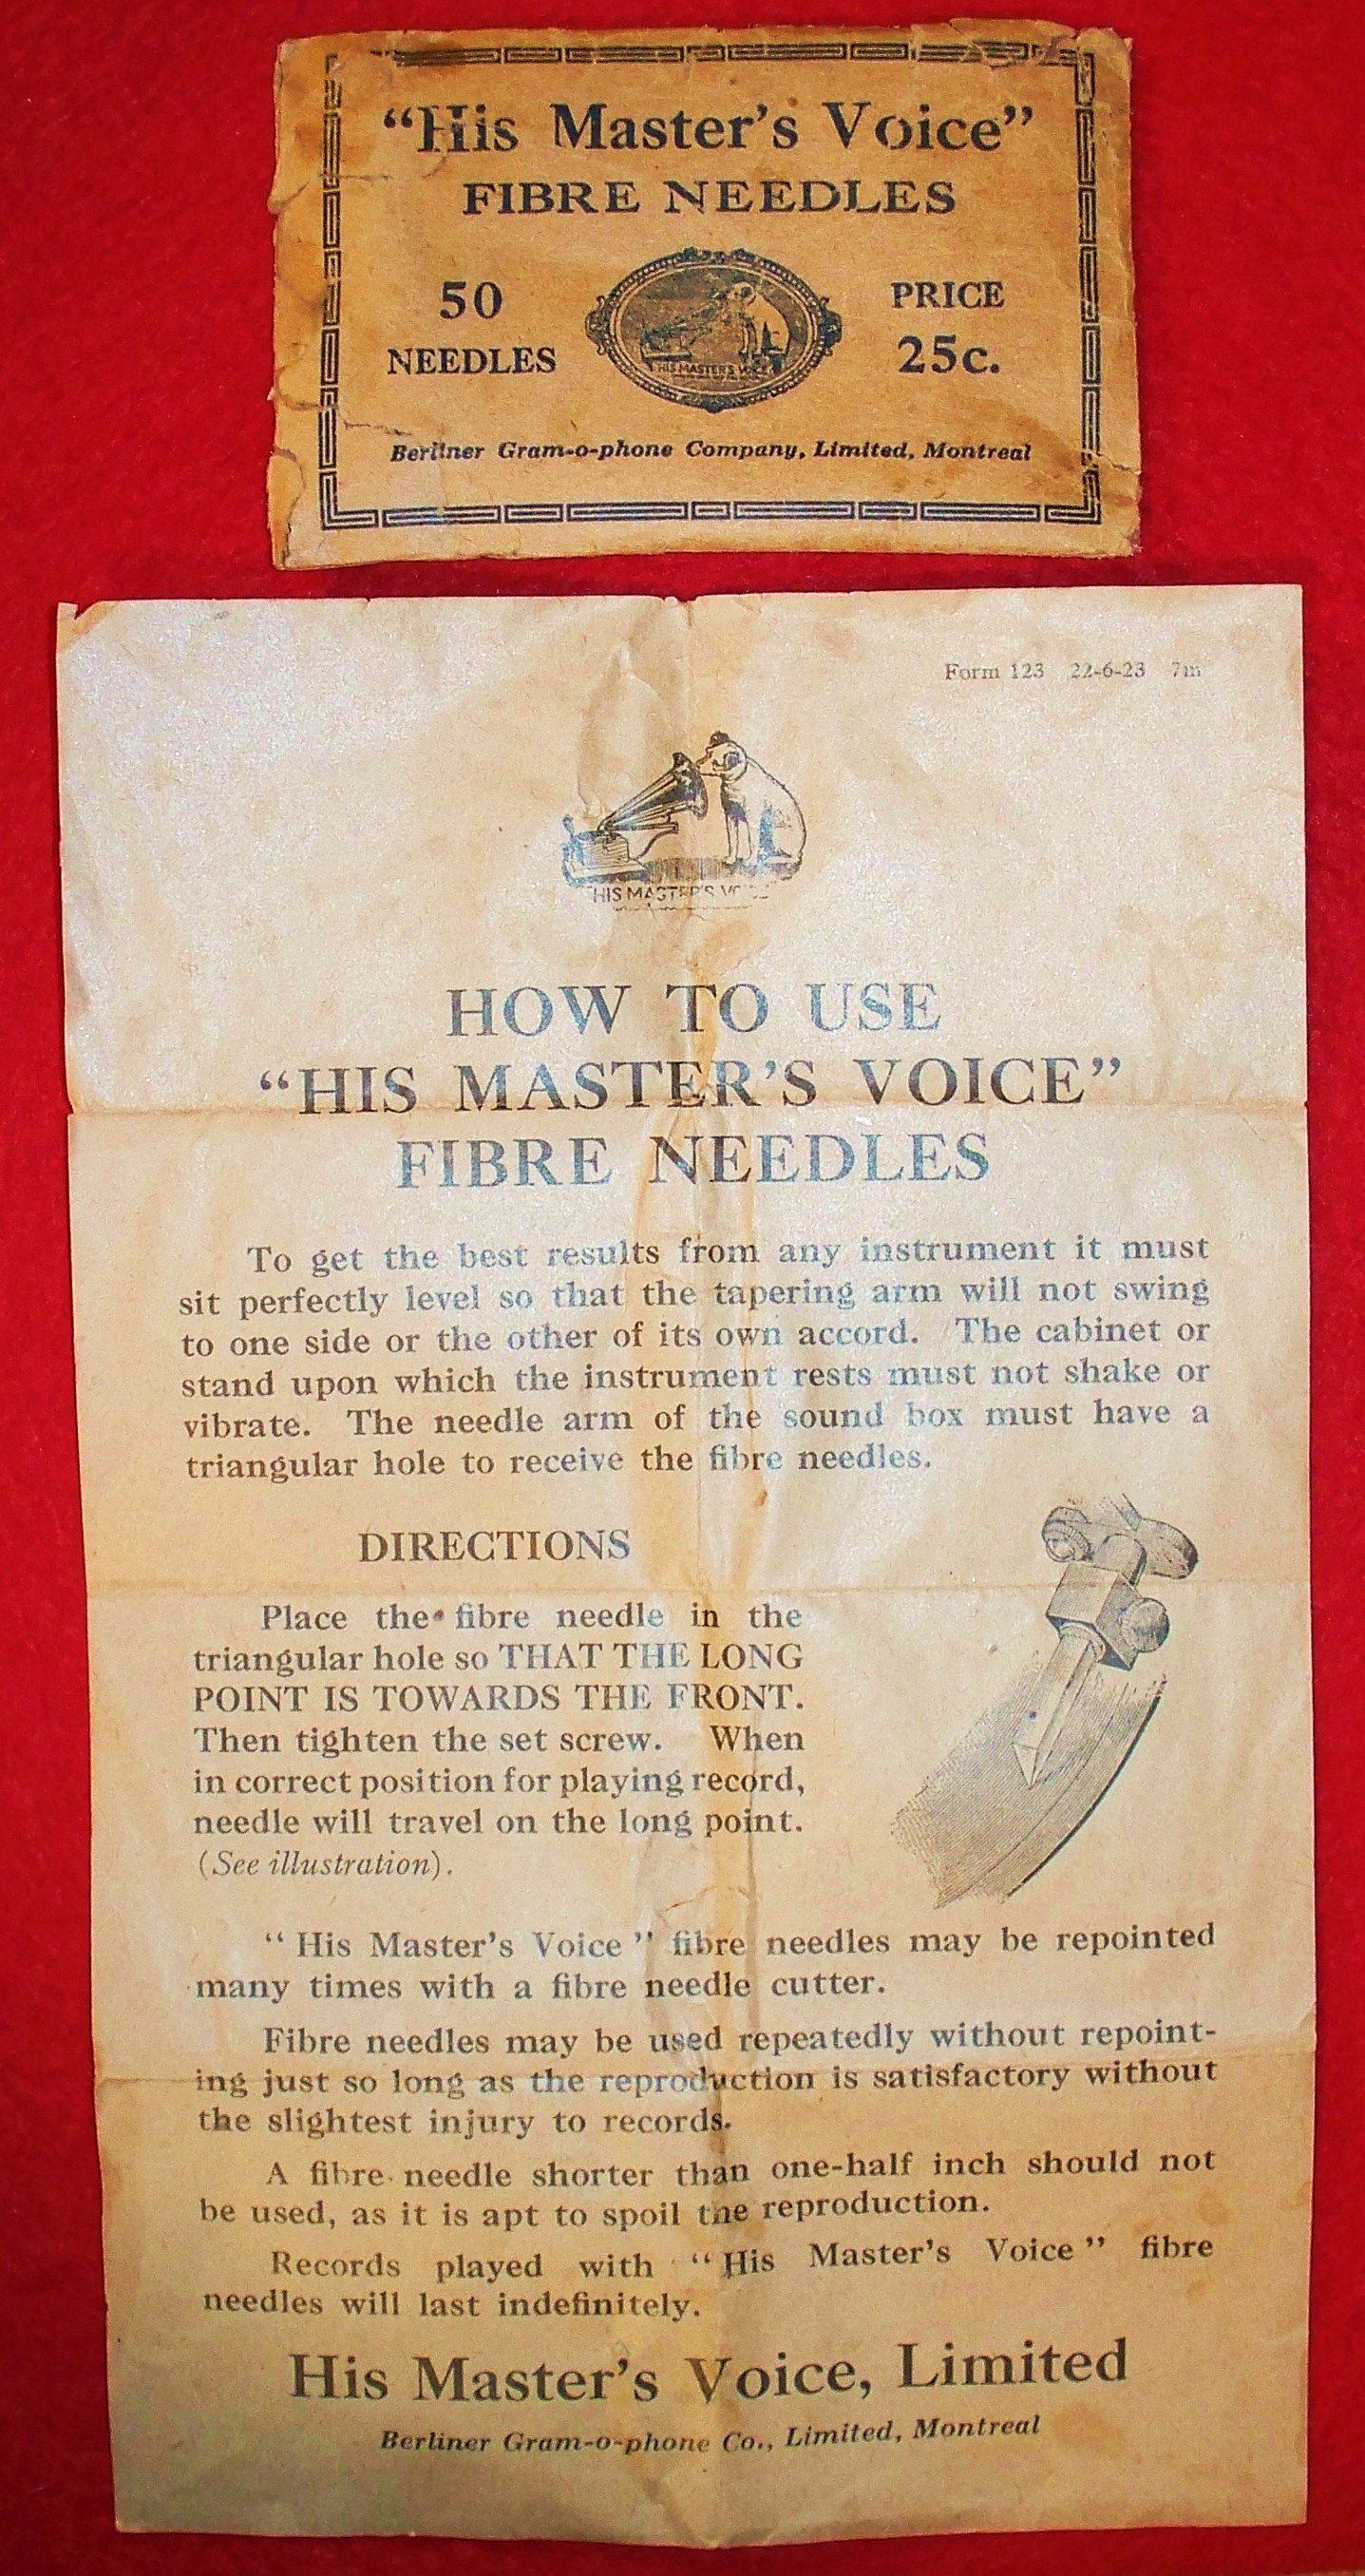 “His Master’s Voice”
FIBRE NEEDLES
50
NEEDLES
HIS MASTER'S VOICE
PRICE
25c.
Berliner Gram-o-phone Company, Limited, Montreal
Form 123 22-6-23 7m
HIS MASTER'S VOICE
HOW TO USE
“HIS MASTER’S VOICE”
FIBRE NEEDLES
To get the best results from any instrument it must
sit perfectly level so that the tapering arm will not swing
to one side or the other of its own accord. The cabinet or
stand upon which the instrument rests must not shake or
vibrate. The needle arm of the sound box must have a
triangular hole to receive the fibre needles.
DIRECTIONS
Place the fibre needle in the
triangular hole so THAT THE LONG
POINT IS TOWARDS THE FRONT.
Then tighten the set screw. When
in correct position for playing record,
needle will travel on the long point.
(See illustration).
“ His Master’s Voice ” fibre needles may be repointed
many times with a fibre needle cutter.
Fibre needles may be used repeatedly without repoint-
ing just so long as the reproduction is satisfactory without
the slightest injury to records.
A fibre needle shorter than one-half inch should not
be used, as it is apt to spoil the reproduction.
Records played with “ His Master’s Voice ” fibre
needles will last indefinitely.
His Master’s Voice, Limited
Berliner Gram-o-phone Co., Limited, Montreal